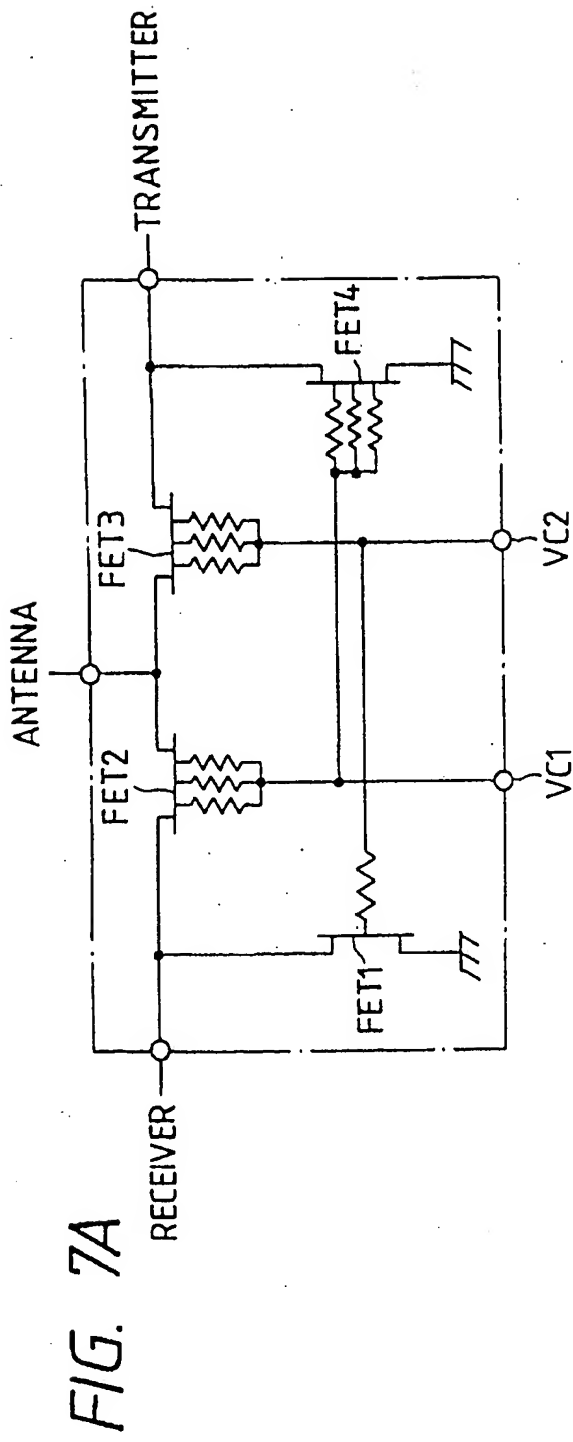 FIG. 7A
ANTENNA
RECEIVER
TRANSMITTER
FET2
FET3
FET1
FET4
VC1
VC2